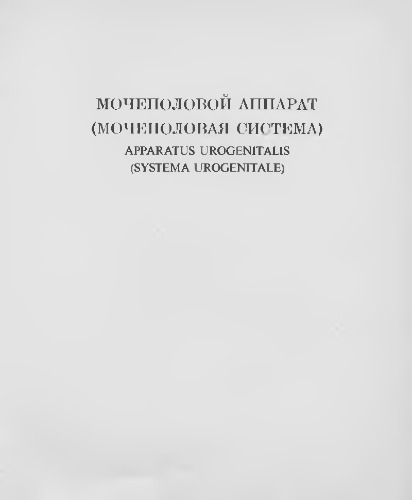 МОЧЕПОЛОВОЙ АППАРАТ
(МОЧЕПОЛОВАЯ СИСТЕМА)
APPARATUS UROGENITALIS
(SYSTEMA UROGENITALE)